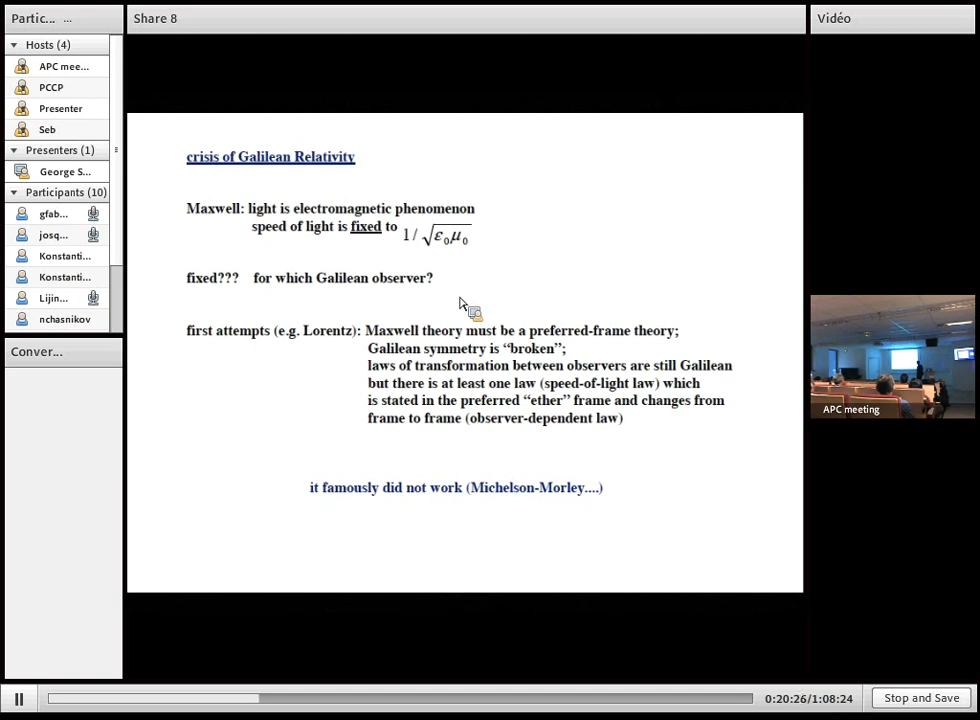 Partic... ...
Hosts (4)
APC mee...
PCCP
Presenter
Seb
Presenters (1)
George S...
Participants (10)
gfab...
josq...
Konstanti...
Konstanti...
Lijin...
nchasnikov
Conver...
Share 8
crisis of Galilean Relativity
Maxwell: light is electromagnetic phenomenon
speed of light is fixed to 1/√ε₀μ₀
fixed??? for which Galilean observer?
first attempts (e.g. Lorentz): Maxwell theory must be a preferred-frame theory;
Galilean symmetry is “broken”;
laws of transformation between observers are still Galilean
but there is at least one law (speed-of-light law) which
is stated in the preferred “ether” frame and changes from
frame to frame (observer-dependent law)
it famously did not work (Michelson-Morley....)
Vidéo
APC meeting
0:20:26/1:08:24
Stop and Save